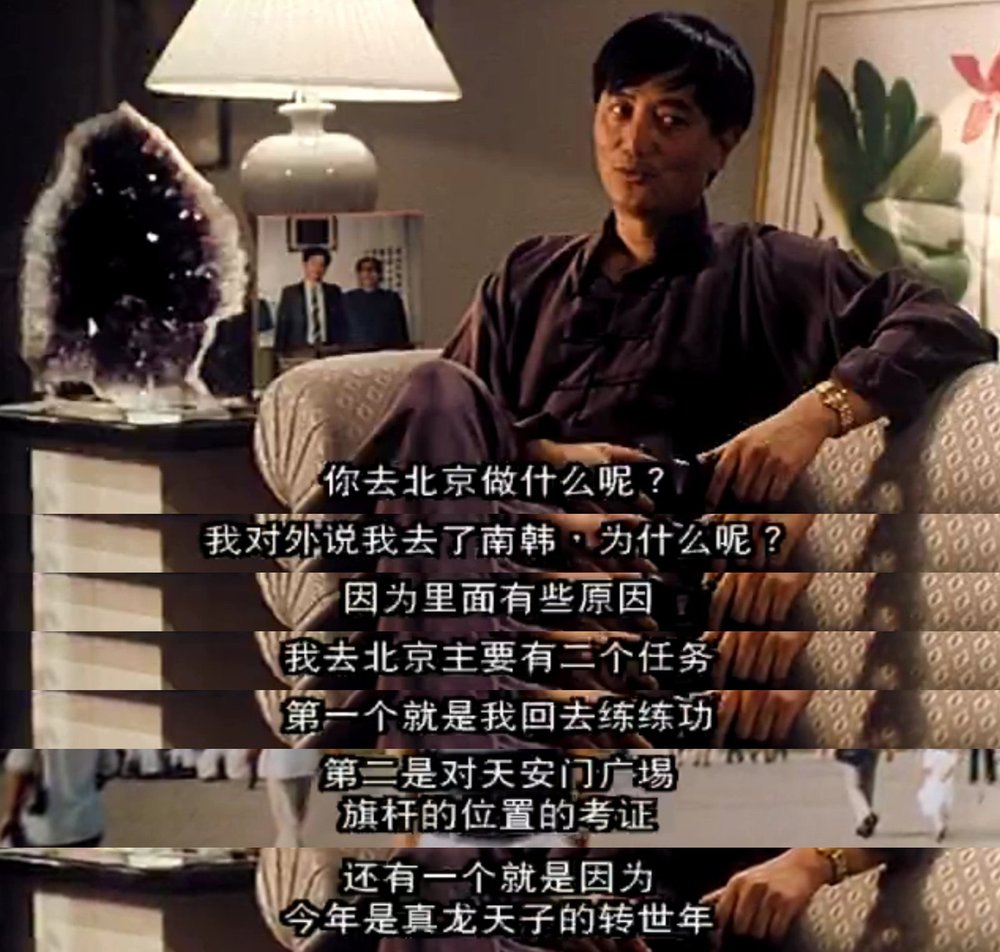 你去北京做什么呢？
我对外说我去了南韩，为什么呢？
因为里面有些原因
我去北京主要有二个任务
第一个就是我回去练练功
第二是对天安门广场
旗杆的位置的考证
还有一个就是因为
今年是真龙天子的转世年